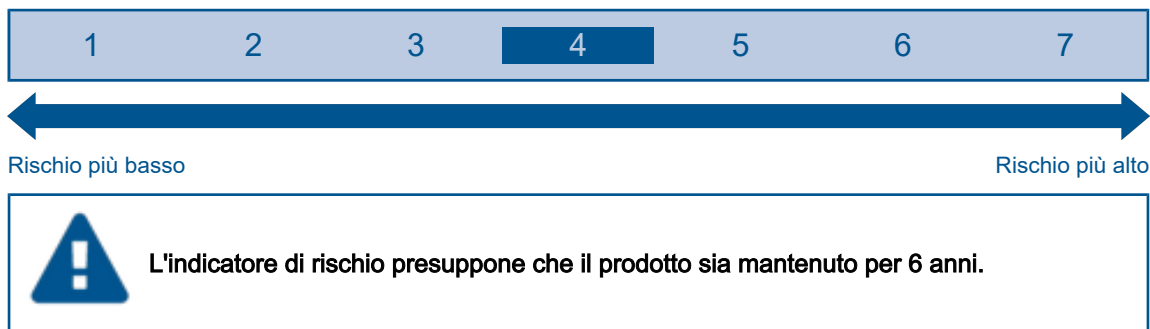 1 2 3 4 5 6 7
Rischio più basso Rischio più alto
L'indicatore di rischio presuppone che il prodotto sia mantenuto per 6 anni.